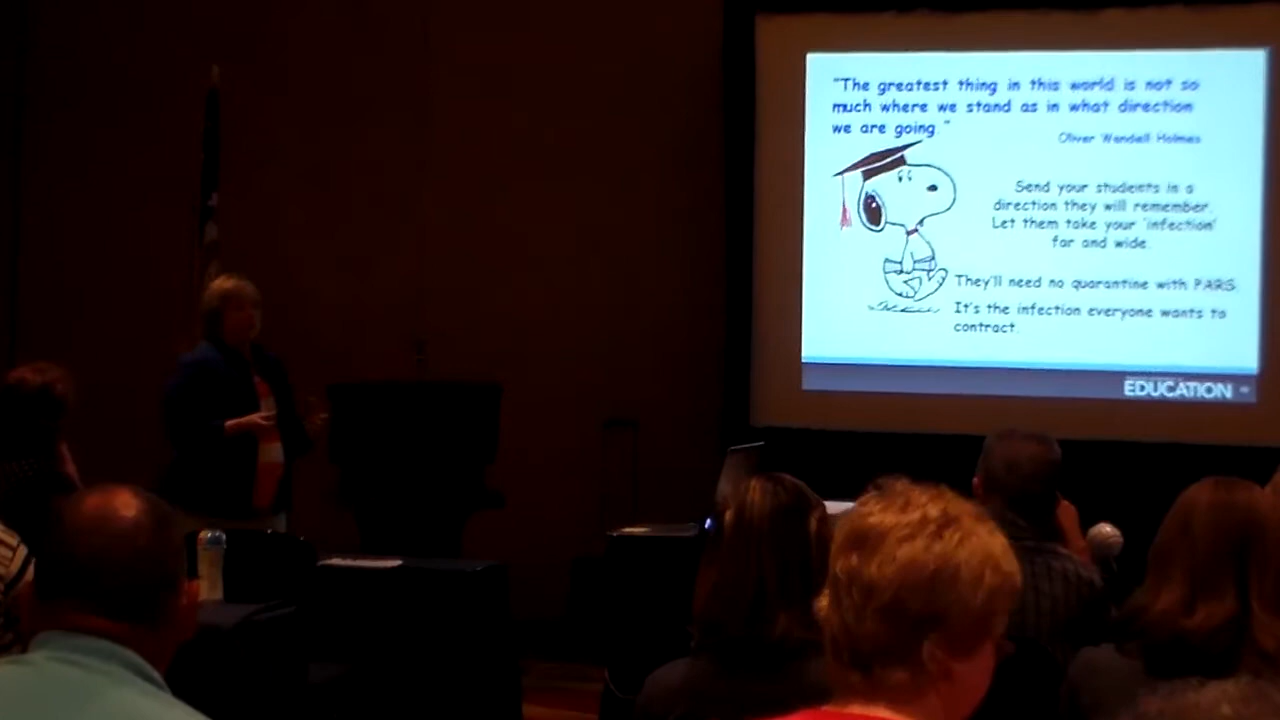 "The greatest thing in this world is not so
much where we stand as in what direction
we are going."
Oliver Wendell Holmes
Send your students in a
direction they will remember.
Let them take your 'infection'
far and wide.
They'll need no quarantine with PARS.
It's the infection everyone wants to
contract.
EDUCATION